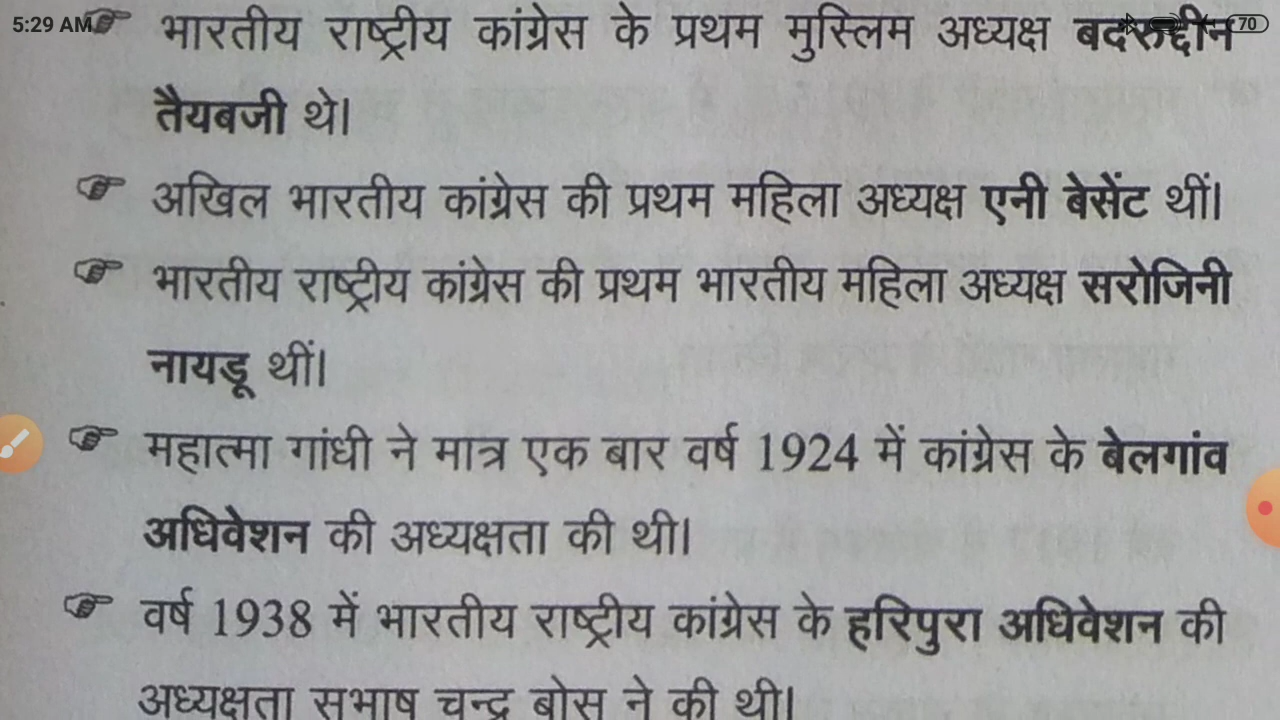 5:29 AM 70
भारतीय राष्ट्रीय कांग्रेस के प्रथम मुस्लिम अध्यक्ष बदरुद्दीन
तैयबजी थे।
अखिल भारतीय कांग्रेस की प्रथम महिला अध्यक्ष एनी बेसेंट थीं।
भारतीय राष्ट्रीय कांग्रेस की प्रथम भारतीय महिला अध्यक्ष सरोजिनी
नायडू थीं।
महात्मा गांधी ने मात्र एक बार वर्ष 1924 में कांग्रेस के बेलगांव
अधिवेशन की अध्यक्षता की थी।
वर्ष 1938 में भारतीय राष्ट्रीय कांग्रेस के हरिपुरा अधिवेशन की
अध्यक्षता सुभाष चन्द्र बोस ने की थी।